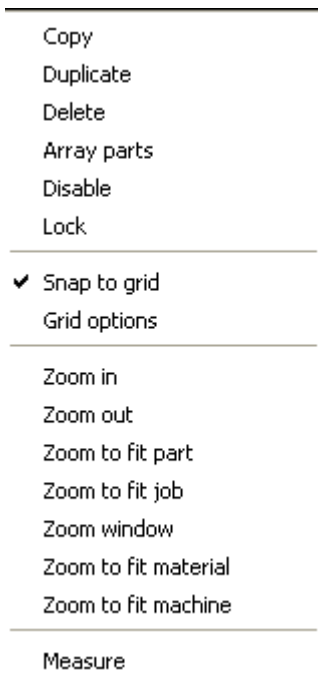 Copy
Duplicate
Delete
Array parts
Disable
Lock
Snap to grid
Grid options
Zoom in
Zoom out
Zoom to fit part
Zoom to fit job
Zoom window
Zoom to fit material
Zoom to fit machine
Measure